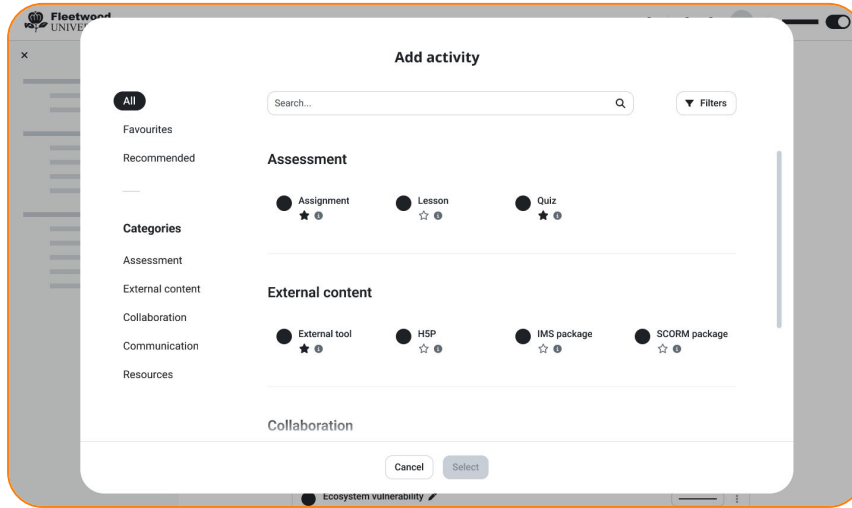 Fleetwood
Add activity
All
Favourites
Recommended
Categories
Assessment
External content
Collaboration
Communication
Resources
Search...
Filters
Assessment
Assignment
Lesson
Quiz
External content
External tool
H5P
IMS package
SCORM package
Collaboration
Cancel
Select
Ecosystem vulnerability